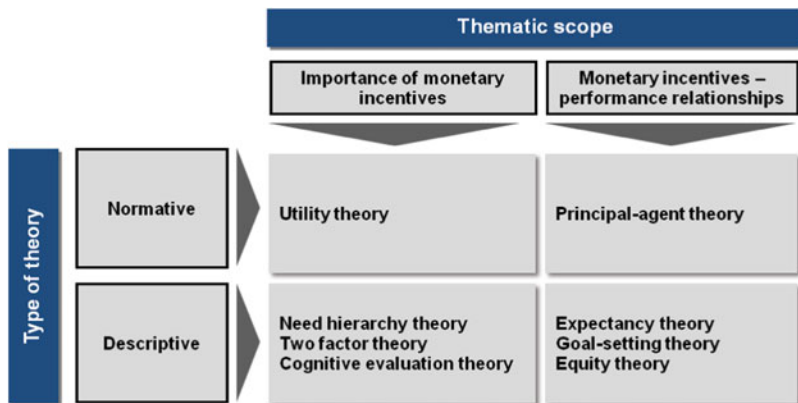 Thematic scope
Importance of monetary
incentives
Monetary incentives –
performance relationships
Type of theory
Normative
Utility theory
Principal-agent theory
Descriptive
Need hierarchy theory
Two factor theory
Cognitive evaluation theory
Expectancy theory
Goal-setting theory
Equity theory